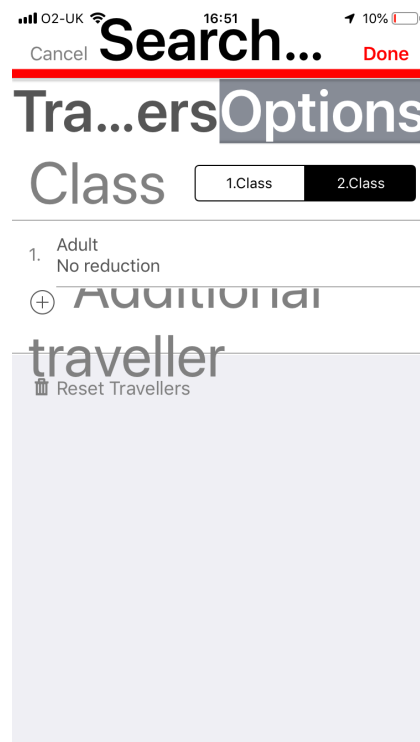 O2-UK 16:51 10%
Cancel Search... Done
Tra...ers Options
Class 1.Class 2.Class
1. Adult
No reduction
Additional
traveller
Reset Travellers